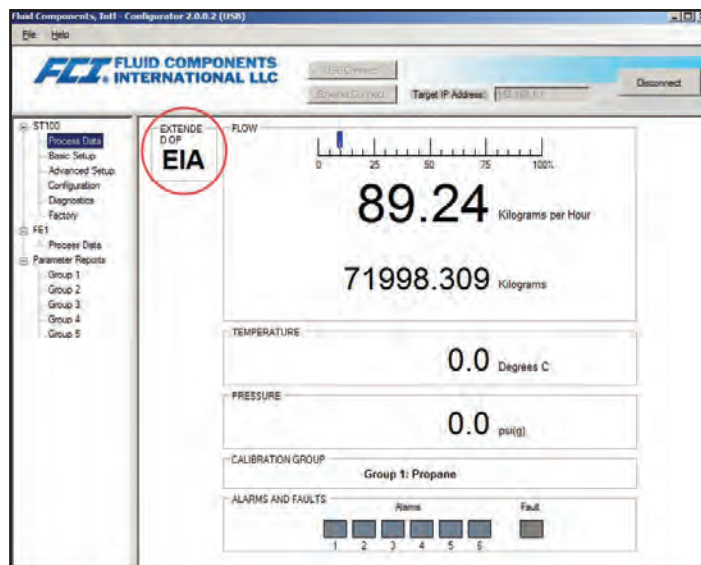 Fluid Components, Intl - Configurator 2.0.0.2 (USB)
File Help
FCI. FLUID COMPONENTS
INTERNATIONAL LLC
USB Connect
Ethernet Connect
Target IP Address:
Disconnect
ST100
Process Data
Basic Setup
Advanced Setup
Configuration
Diagnostics
Factory
FE1
Process Data
Parameter Reports
Group 1
Group 2
Group 3
Group 4
Group 5
EXTENDE
D OP
EIA
FLOW
0 25 50 75 100%
89.24 Kilograms per Hour
71998.309 Kilograms
TEMPERATURE
0.0 Degrees C
PRESSURE
0.0 psi(g)
CALIBRATION GROUP
Group 1: Propane
ALARMS AND FAULTS
Alarms Fault
1 2 3 4 5 6